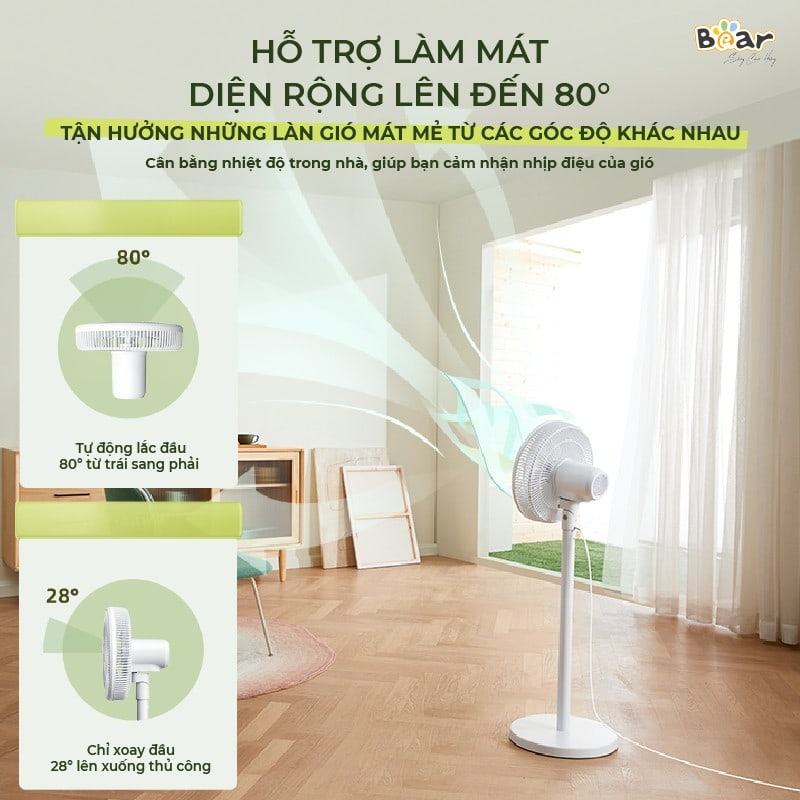 Bear
HỖ TRỢ LÀM MÁT
DIỆN RỘNG LÊN ĐẾN 80°
TẬN HƯỞNG NHỮNG LÀN GIÓ MÁT MẺ TỪ CÁC GÓC ĐỘ KHÁC NHAU
Cân bằng nhiệt độ trong nhà, giúp bạn cảm nhận nhịp điệu của gió
80°
Tự động lắc đầu
80° từ trái sang phải
28°
Chỉ xoay đầu
28° lên xuống thủ công